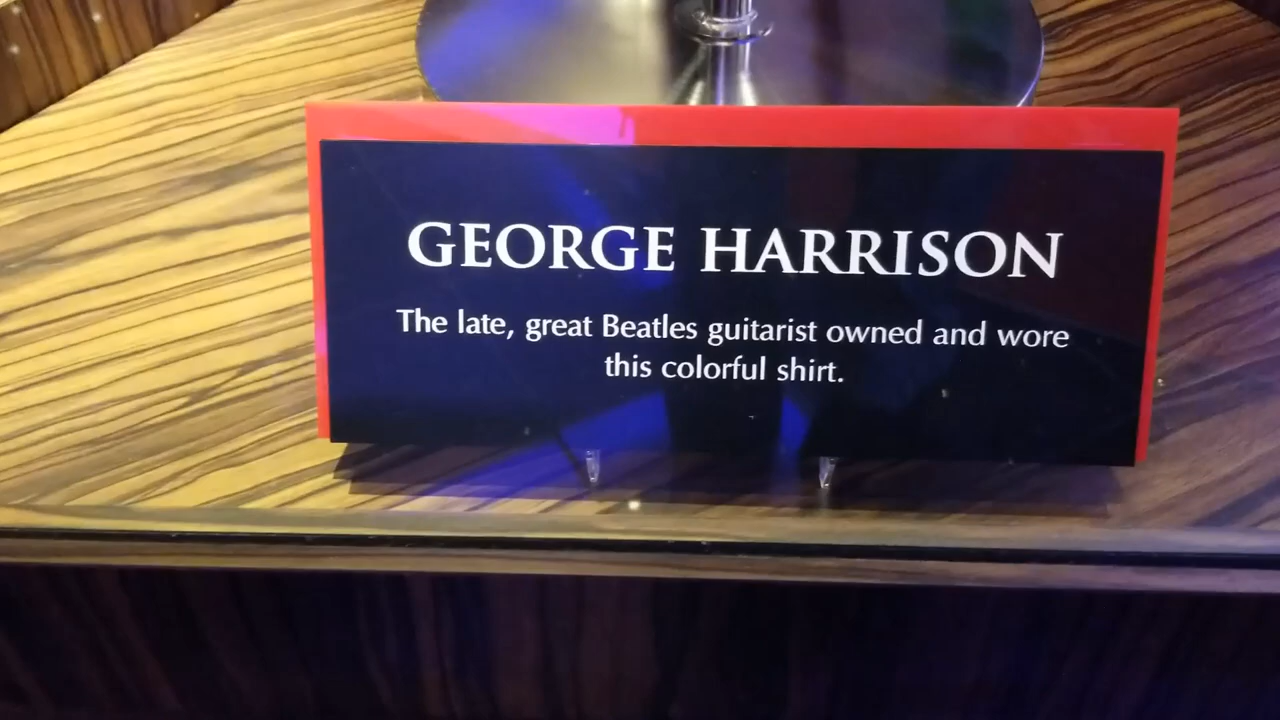 GEORGE HARRISON
The late, great Beatles guitarist owned and wore
this colorful shirt.